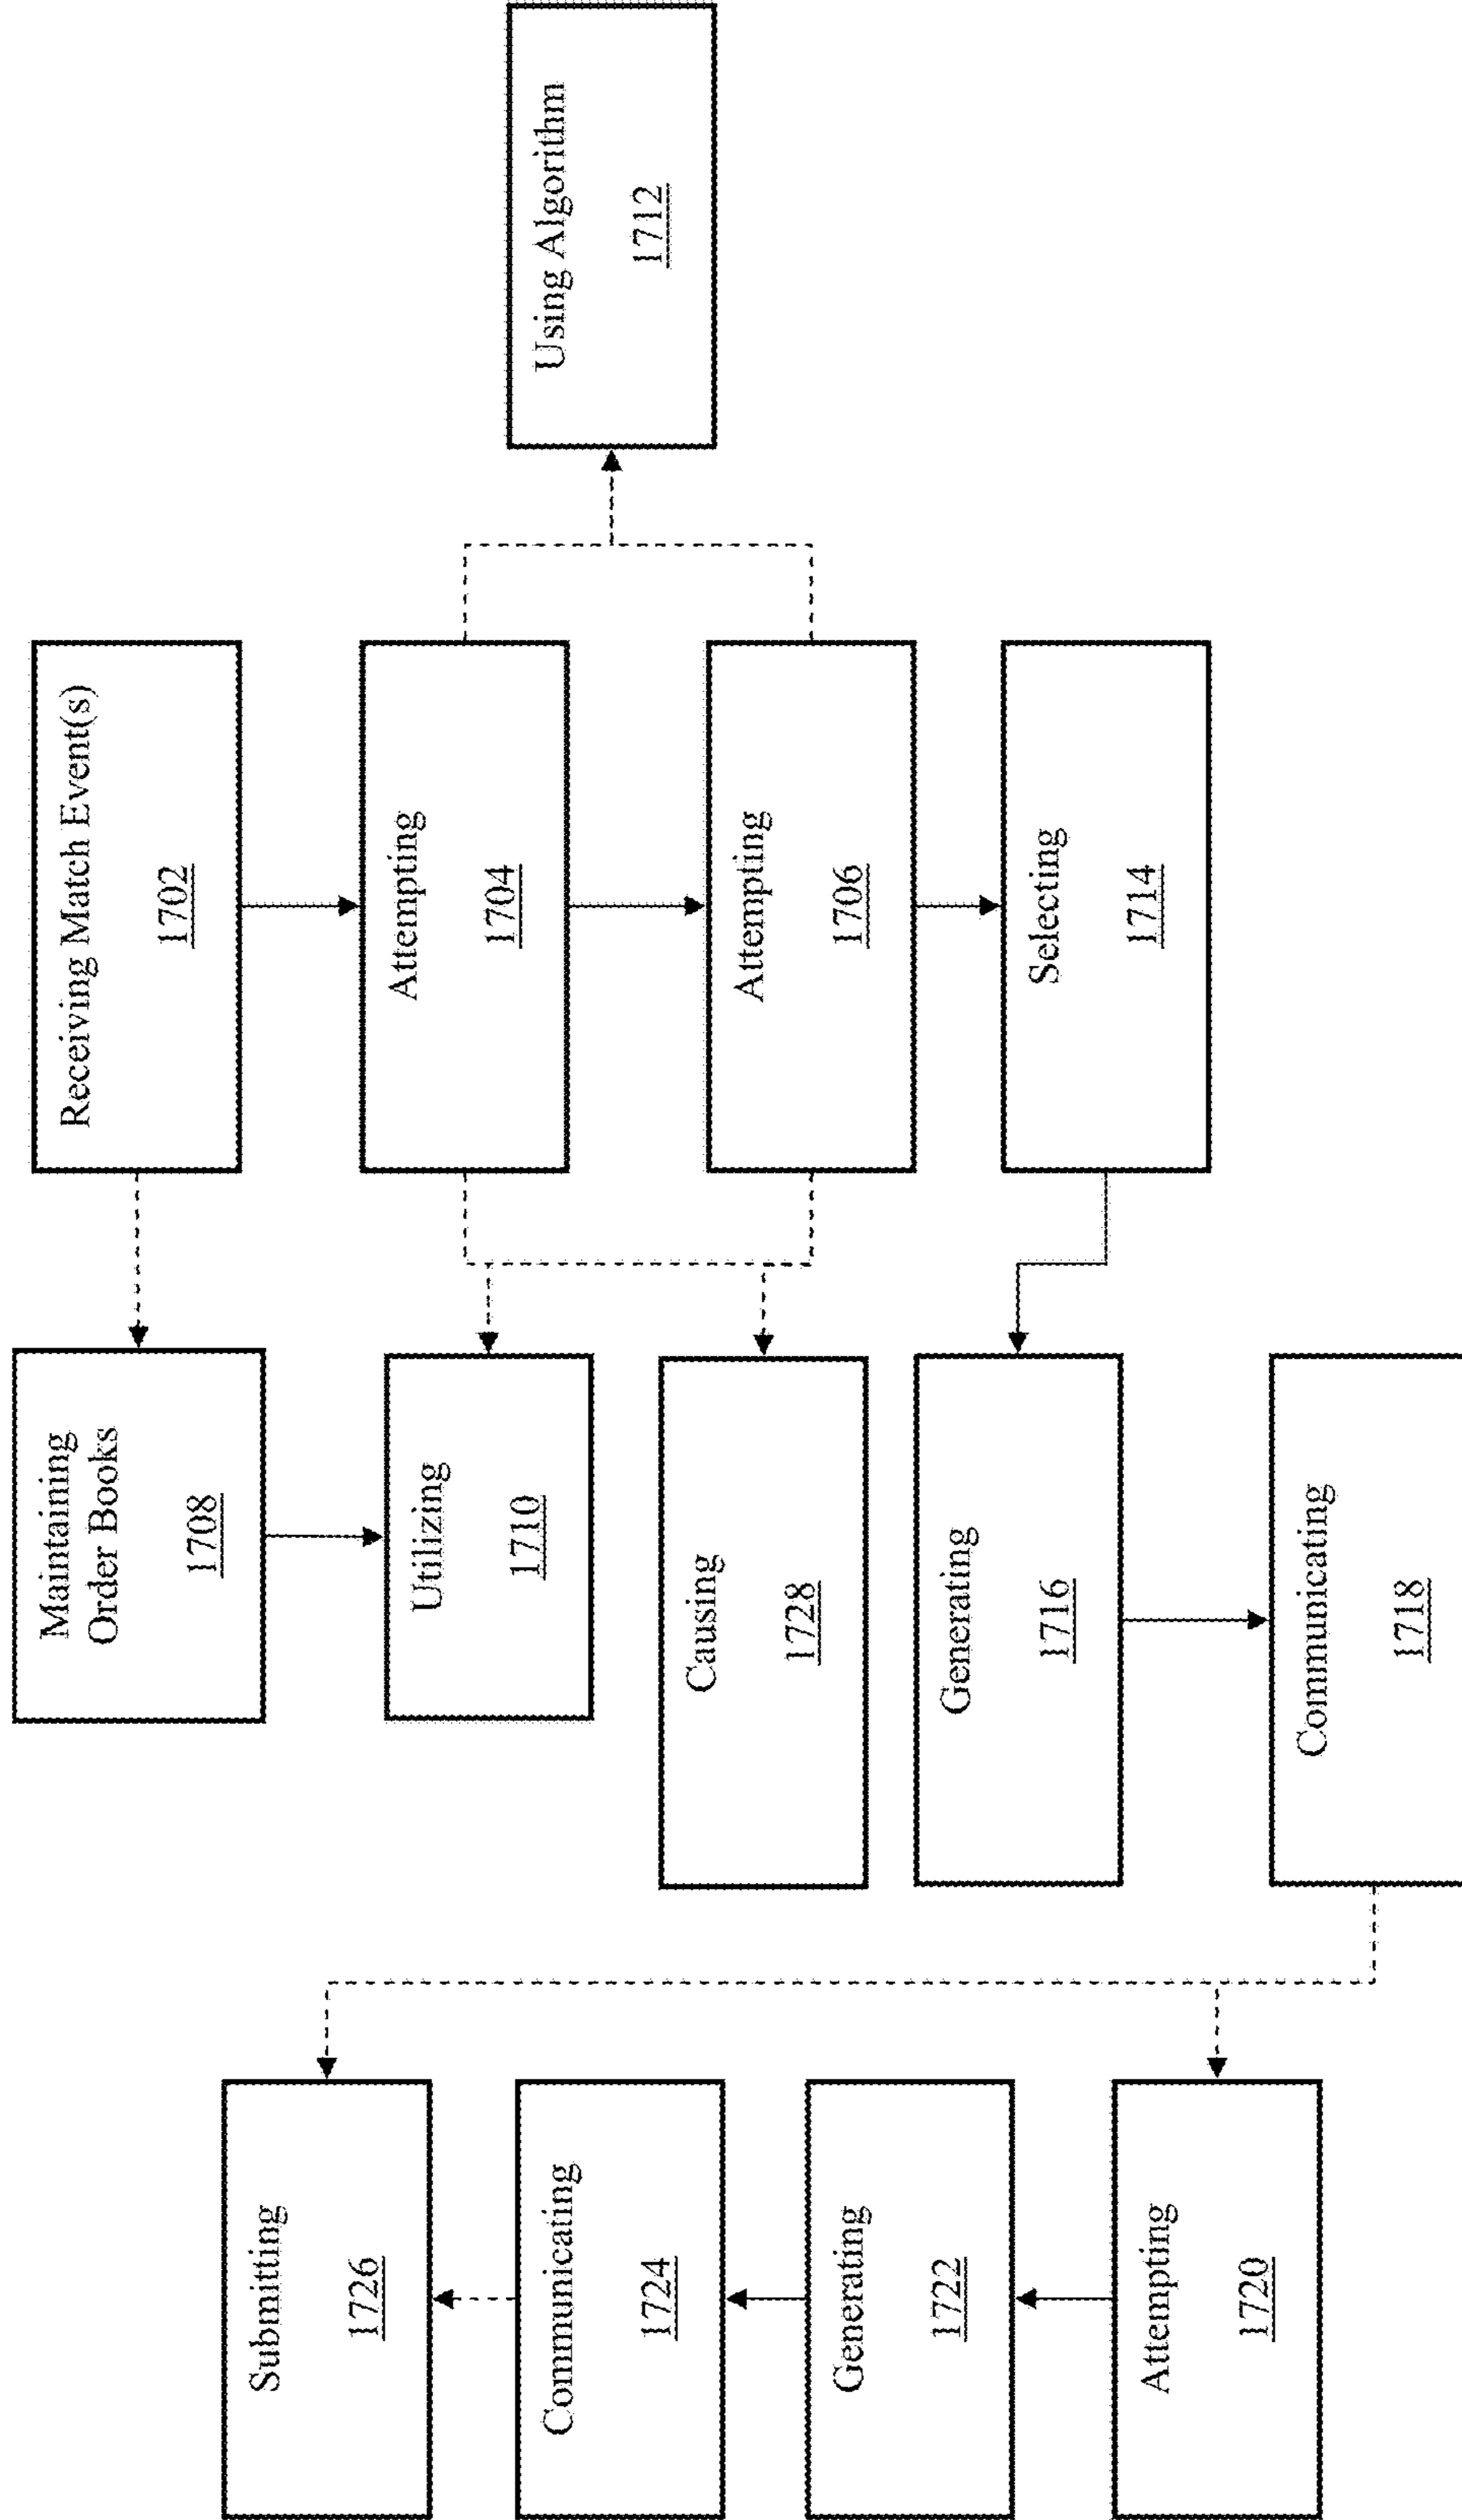 Receiving Match Event(s)
1702
Attempting
1704
Attempting
1706
Selecting
1714
Using Algorithm
1712
Maintaining
Order Books
1708
Utilizing
1710
Causing
1728
Generating
1716
Communicating
1718
Submitting
1726
Communicating
1724
Generating
1722
Attempting
1720